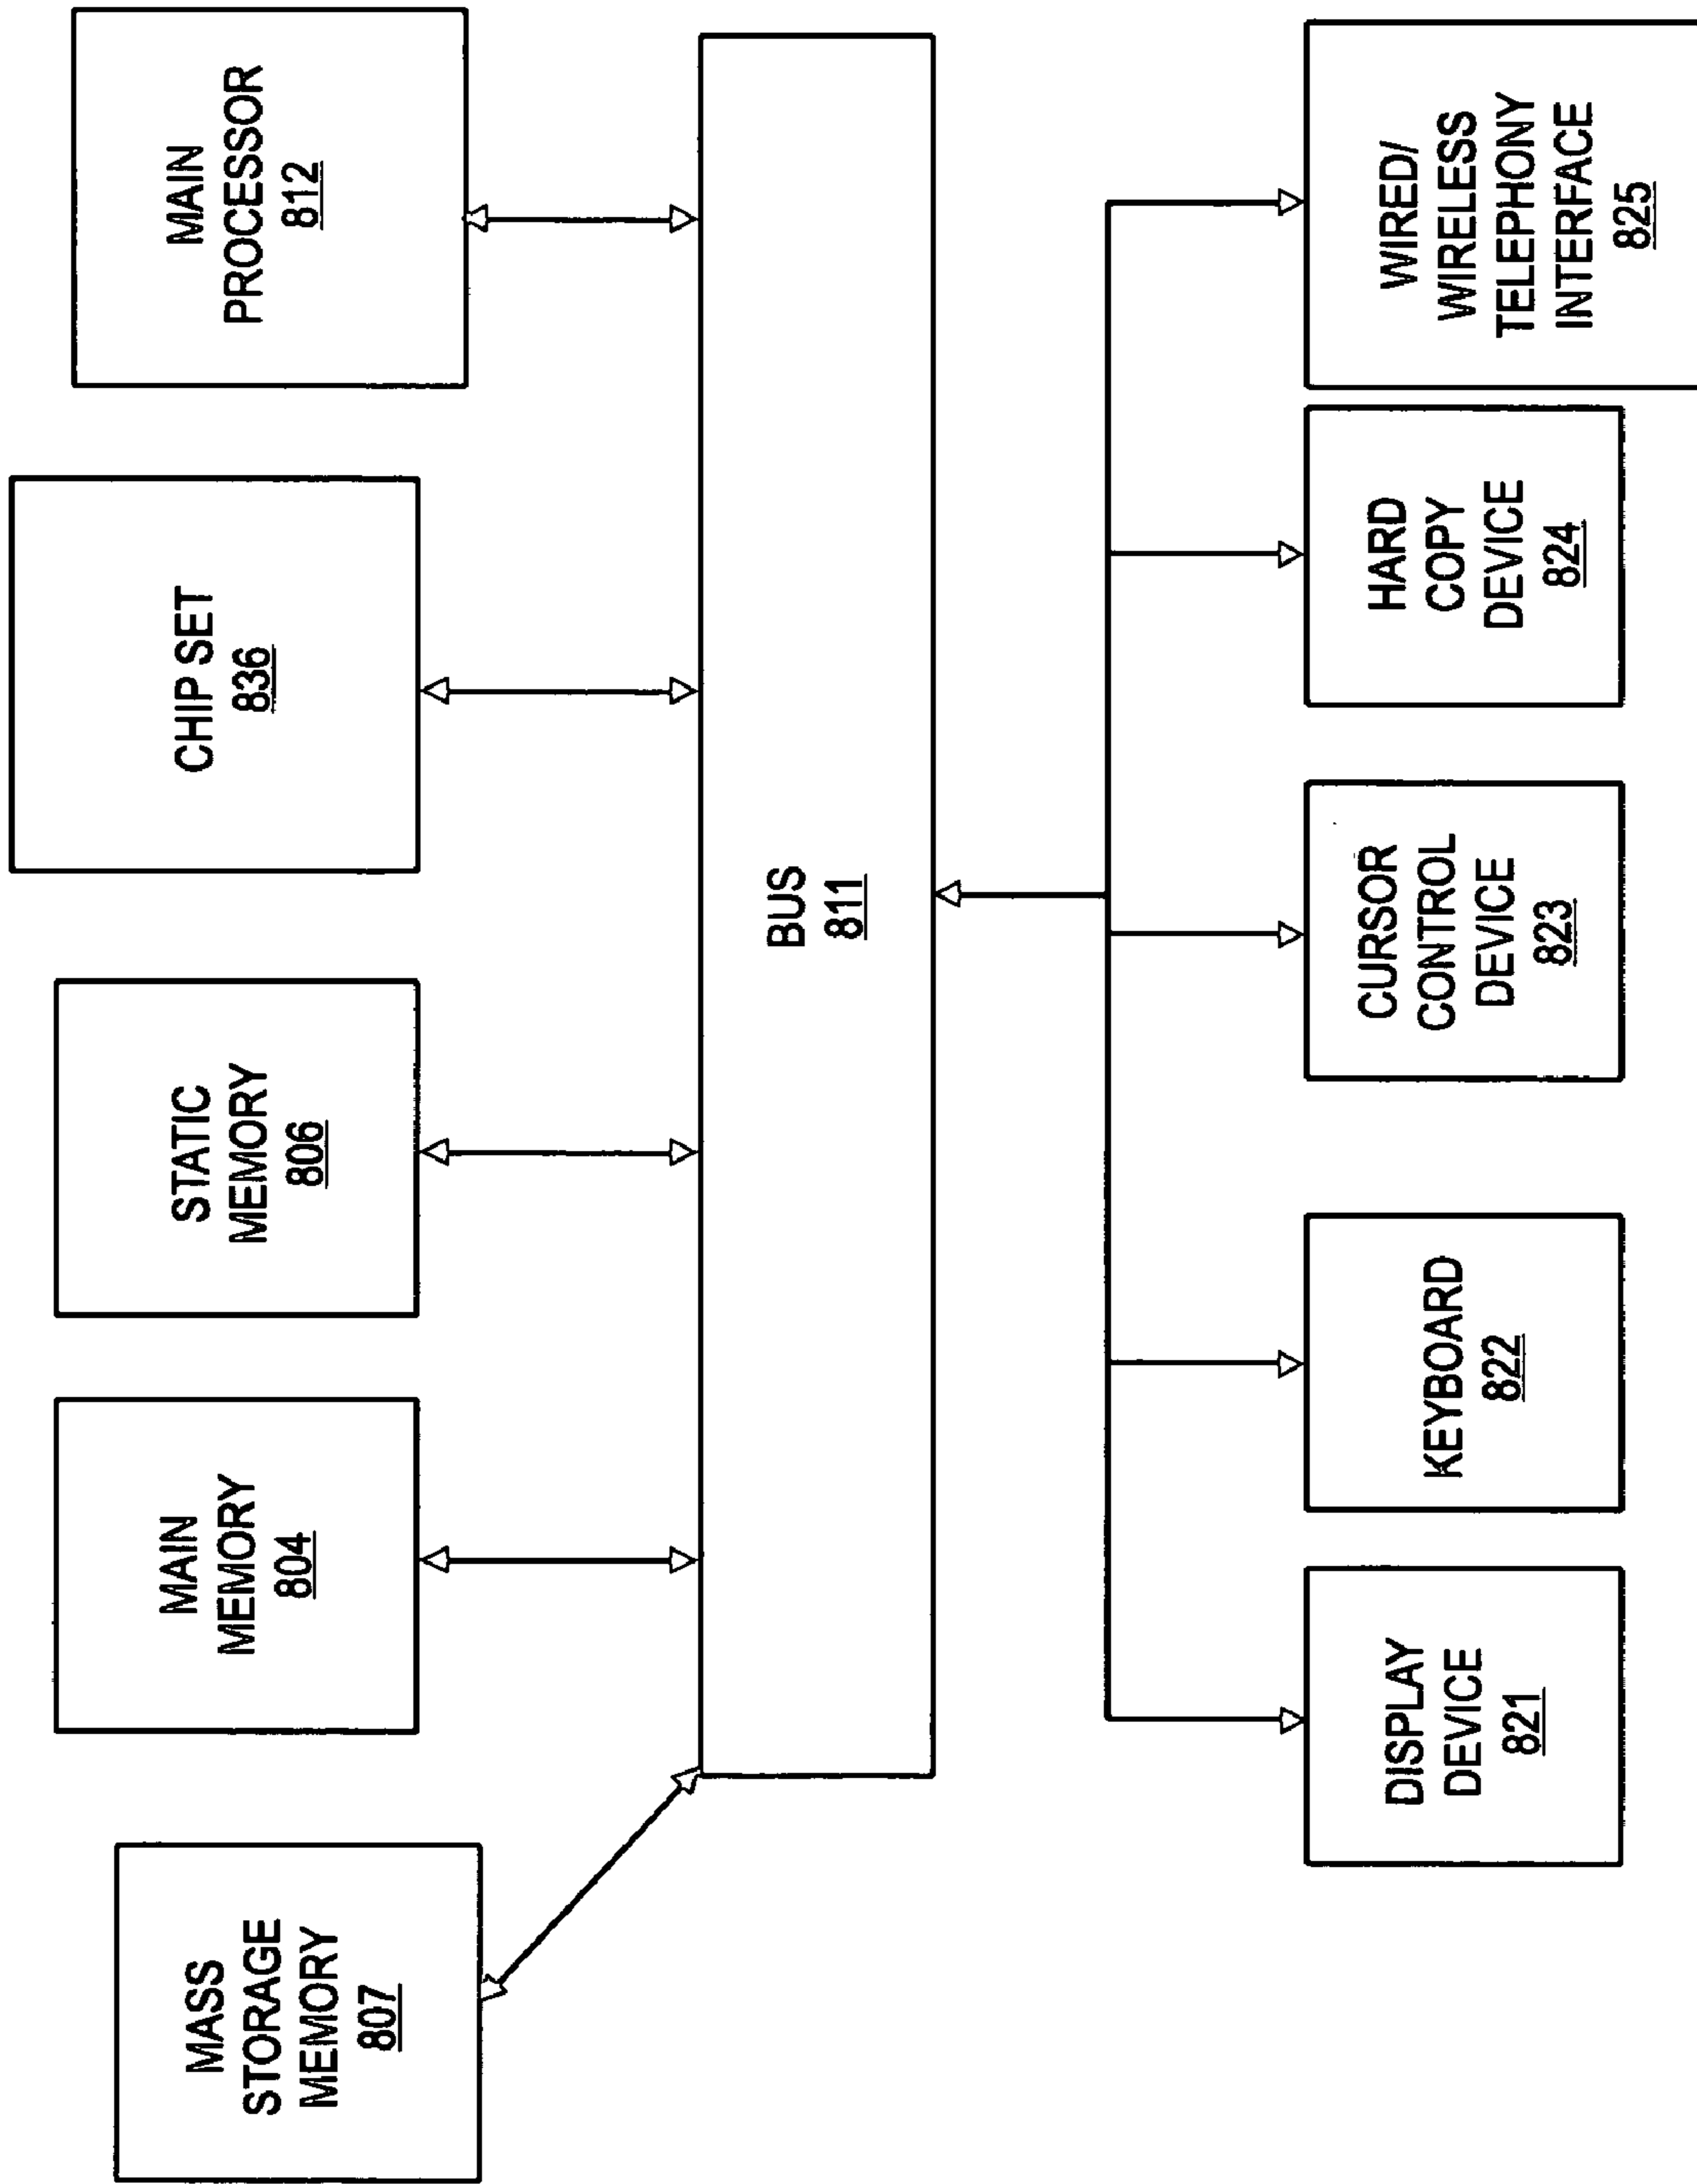 MASS
STORAGE
MEMORY
807
MAIN
MEMORY
804
STATIC
MEMORY
806
CHIP SET
836
MAIN
PROCESSOR
812
BUS
811
DISPLAY
DEVICE
821
KEYBOARD
822
CURSOR
CONTROL
DEVICE
823
HARD
COPY
DEVICE
824
WIRED/
WIRELESS
TELEPHONY
INTERFACE
825